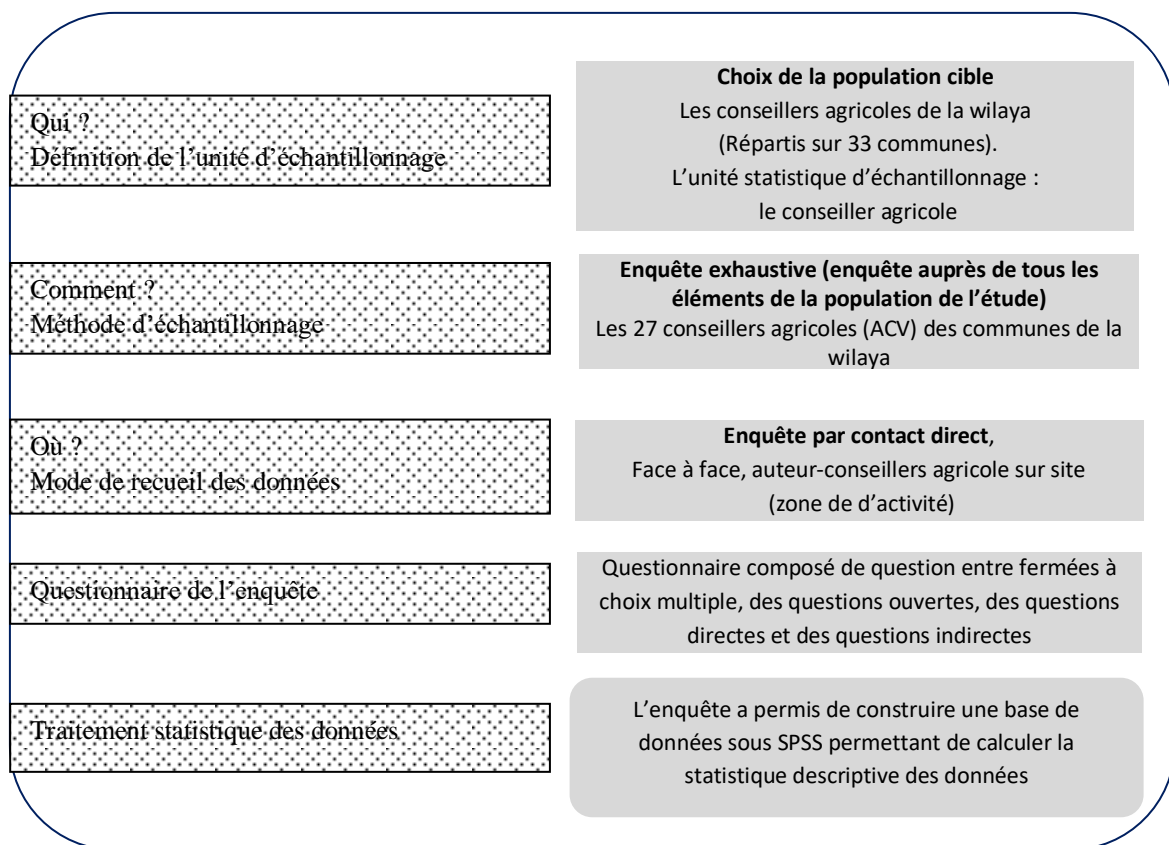 Qui ?
Définition de l'unité d'échantillonnage
Choix de la population cible
Les conseillers agricoles de la wilaya
(Répartis sur 33 communes).
L'unité statistique d'échantillonnage :
le conseiller agricole
Comment ?
Méthode d'échantillonnage
Enquête exhaustive (enquête auprès de tous les
éléments de la population de l'étude)
Les 27 conseillers agricoles (ACV) des communes de la
wilaya
Où ?
Mode de recueil des données
Enquête par contact direct,
Face à face, auteur-conseillers agricole sur site
(zone de d'activité)
Questionnaire de l'enquête
Questionnaire composé de question entre fermées à
choix multiple, des questions ouvertes, des questions
directes et des questions indirectes
Traitement statistique des données
L'enquête a permis de construire une base de
données sous SPSS permettant de calculer la
statistique descriptive des données